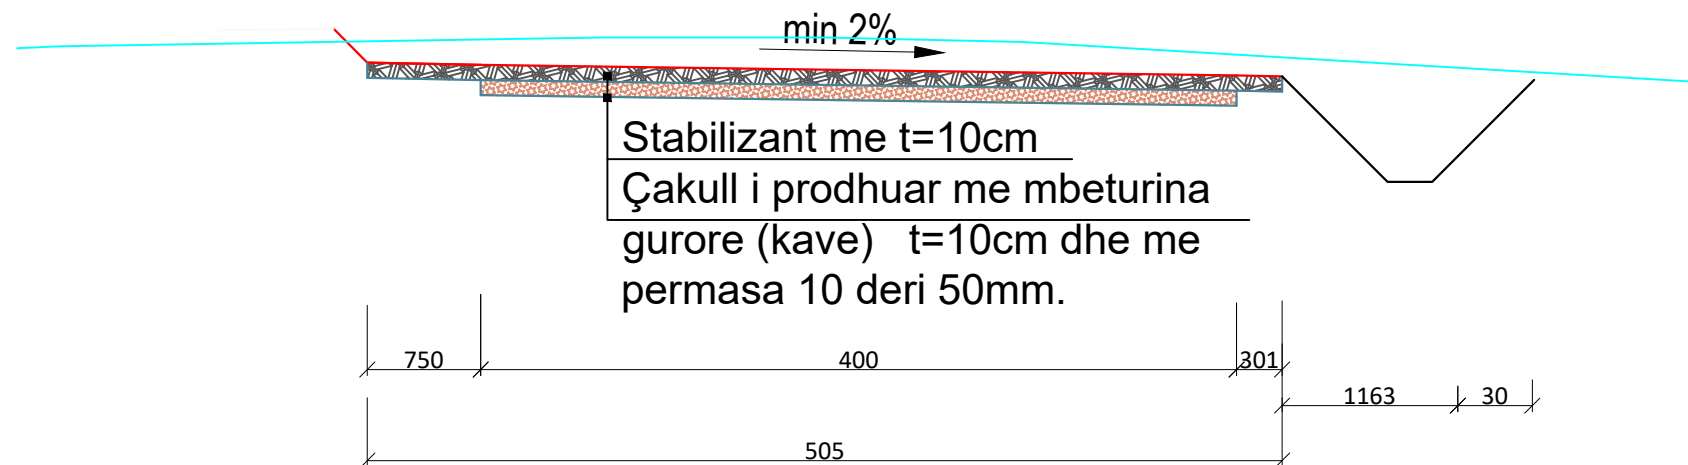 min 2%
Stabilizant me t=10cm
Çakull i prodhuar me mbeturina
gurore (kave) t=10cm dhe me
permasa 10 deri 50mm.
750 400 301
1163 30
505